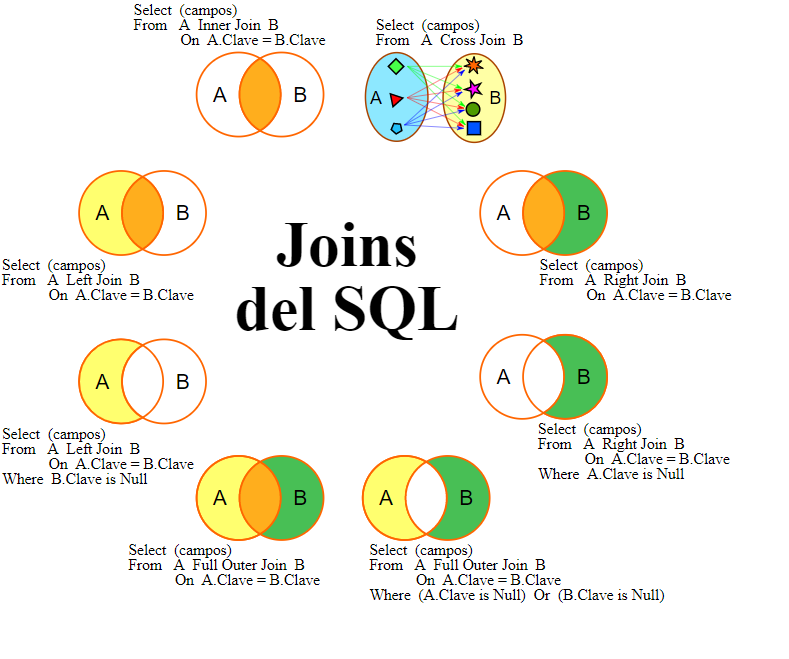 Select (campos)
From A Inner Join B
On A.Clave = B.Clave
A B
Select (campos)
From A Cross Join B
A B
A B
Select (campos)
From A Left Join B
On A.Clave = B.Clave
Joins
del SQL
A B
Select (campos)
From A Right Join B
On A.Clave = B.Clave
A B
Select (campos)
From A Left Join B
On A.Clave = B.Clave
Where B.Clave is Null
A B
Select (campos)
From A Right Join B
On A.Clave = B.Clave
Where A.Clave is Null
A B
Select (campos)
From A Full Outer Join B
On A.Clave = B.Clave
A B
Select (campos)
From A Full Outer Join B
On A.Clave = B.Clave
Where (A.Clave is Null) Or (B.Clave is Null)